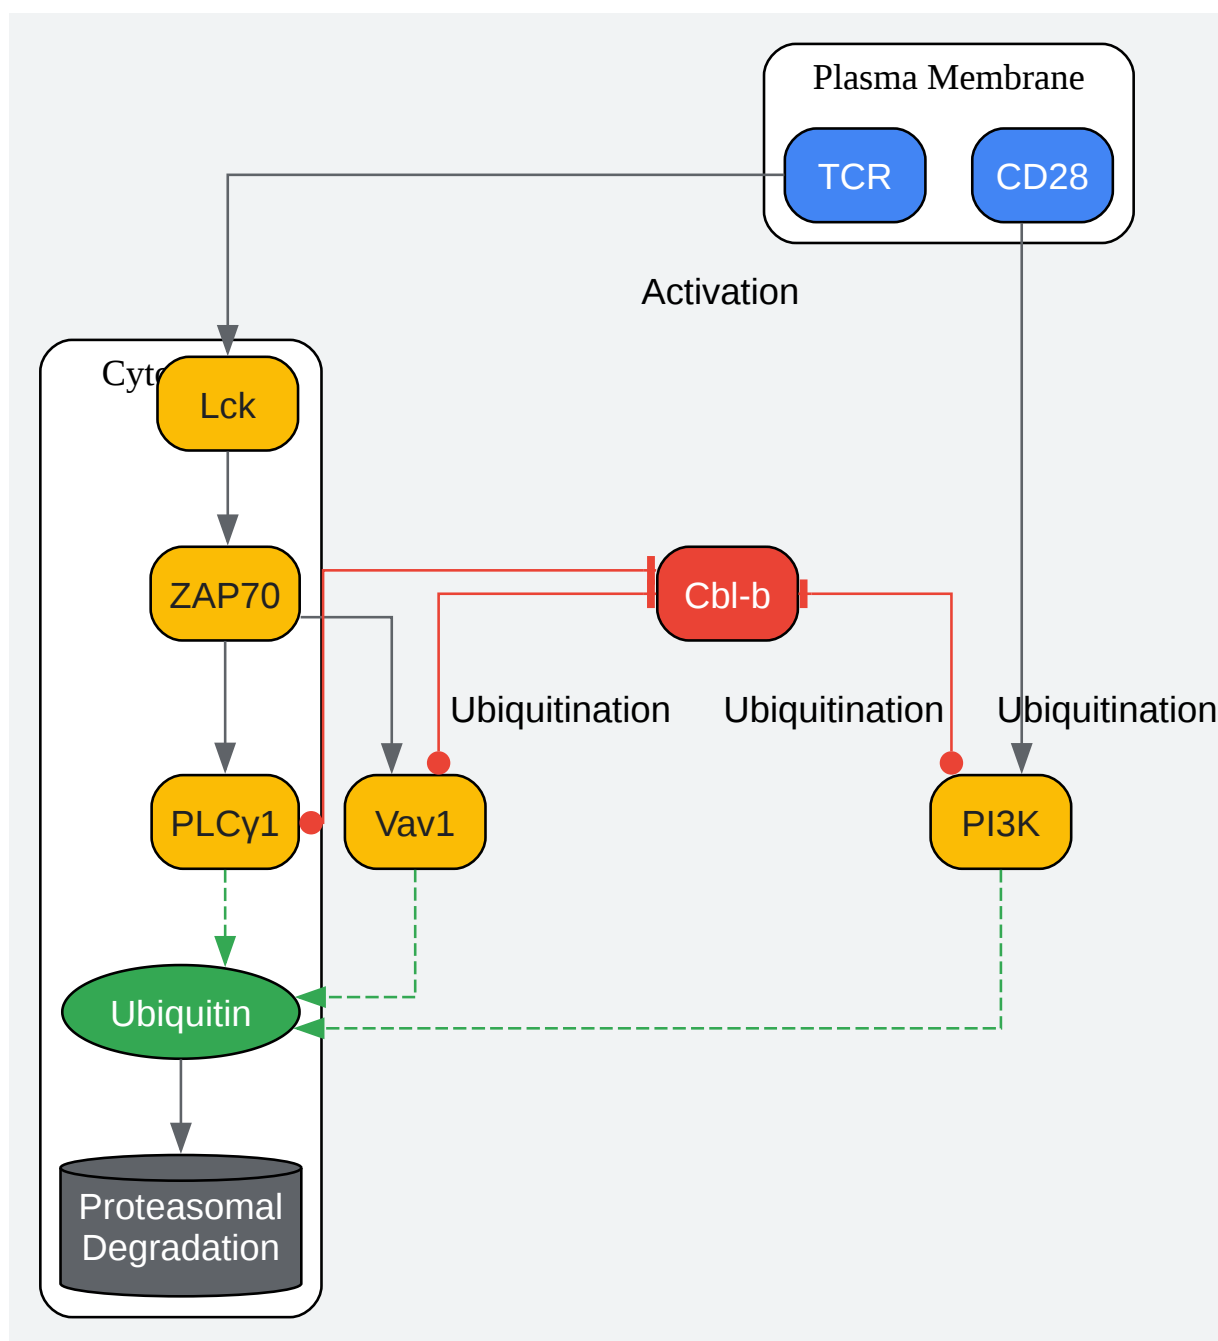 Plasma Membrane
TCR
CD28
Activation
Lck
ZAP70
Cbl-b
Ubiquitination
Ubiquitination
Ubiquitination
PLCγ1
Vav1
PI3K
Ubiquitin
Proteasomal
Degradation